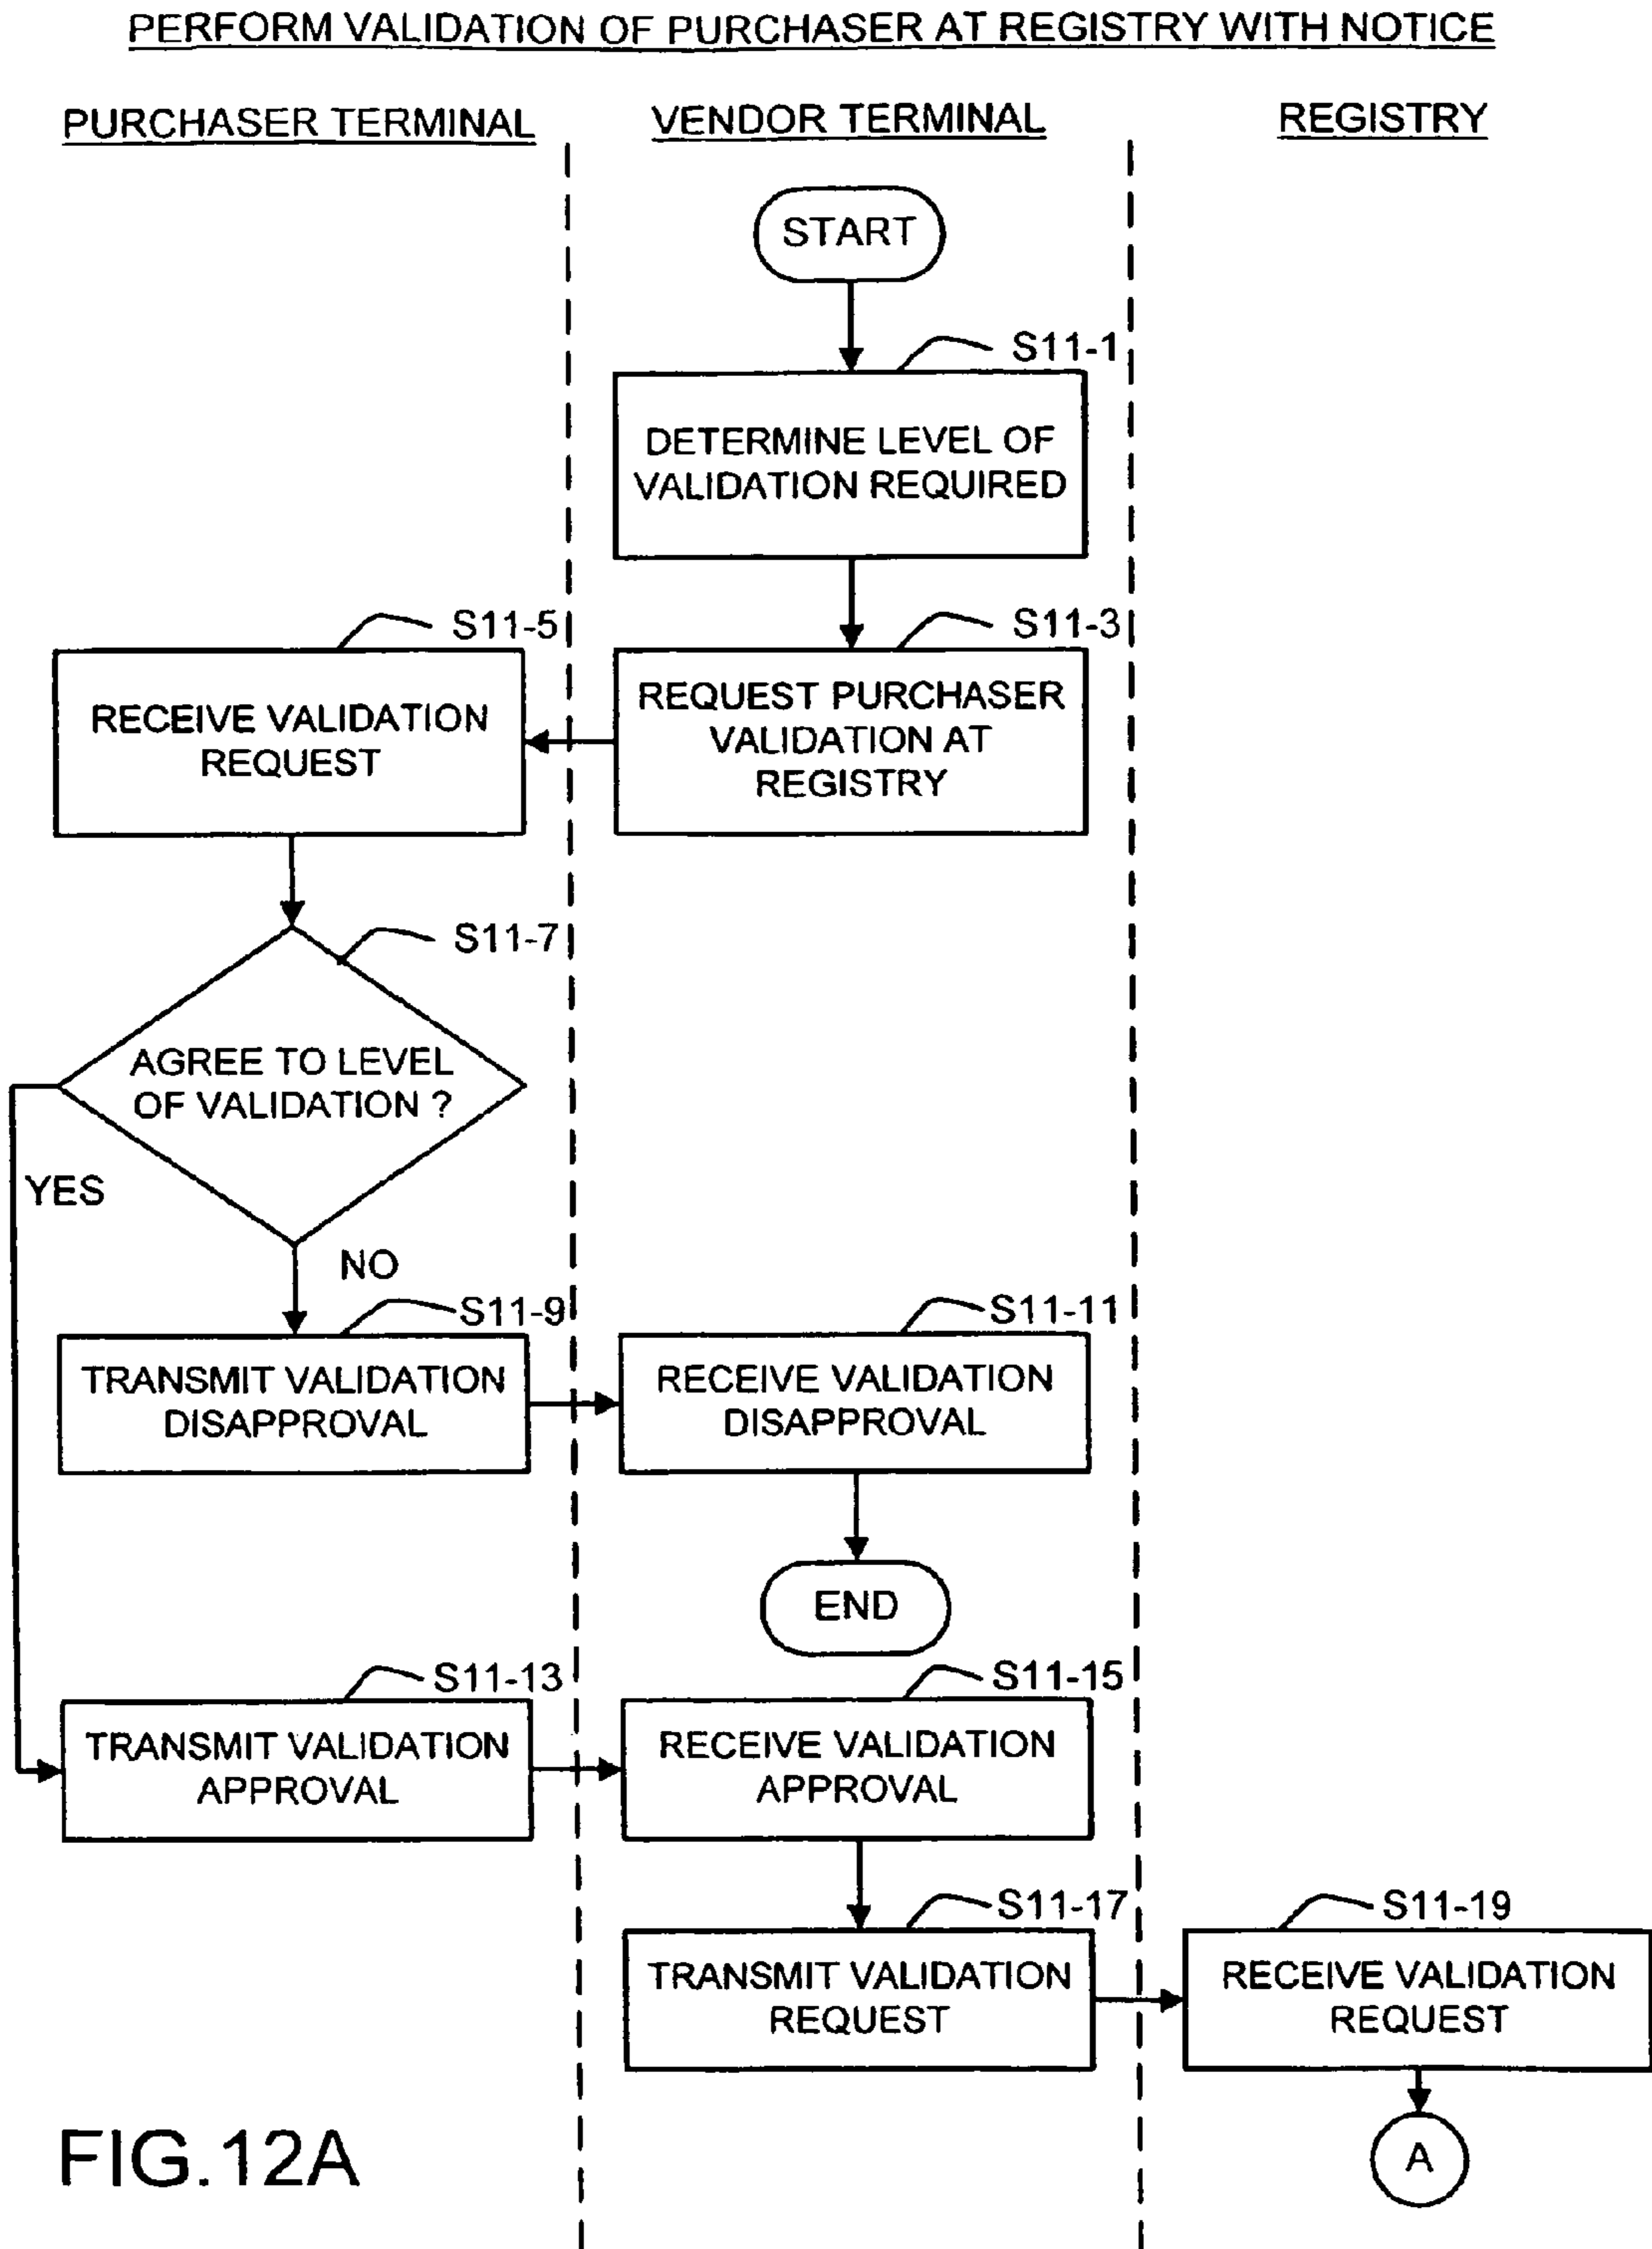 PERFORM VALIDATION OF PURCHASER AT REGISTRY WITH NOTICE
PURCHASER TERMINAL
VENDOR TERMINAL
REGISTRY
START
S11-1
DETERMINE LEVEL OF
VALIDATION REQUIRED
S11-5
S11-3
RECEIVE VALIDATION
REQUEST
REQUEST PURCHASER
VALIDATION AT
REGISTRY
S11-7
AGREE TO LEVEL
OF VALIDATION ?
YES
NO
S11-9
S11-11
TRANSMIT VALIDATION
DISAPPROVAL
RECEIVE VALIDATION
DISAPPROVAL
END
S11-13
S11-15
TRANSMIT VALIDATION
APPROVAL
RECEIVE VALIDATION
APPROVAL
S11-17
S11-19
TRANSMIT VALIDATION
REQUEST
RECEIVE VALIDATION
REQUEST
A
FIG.12A